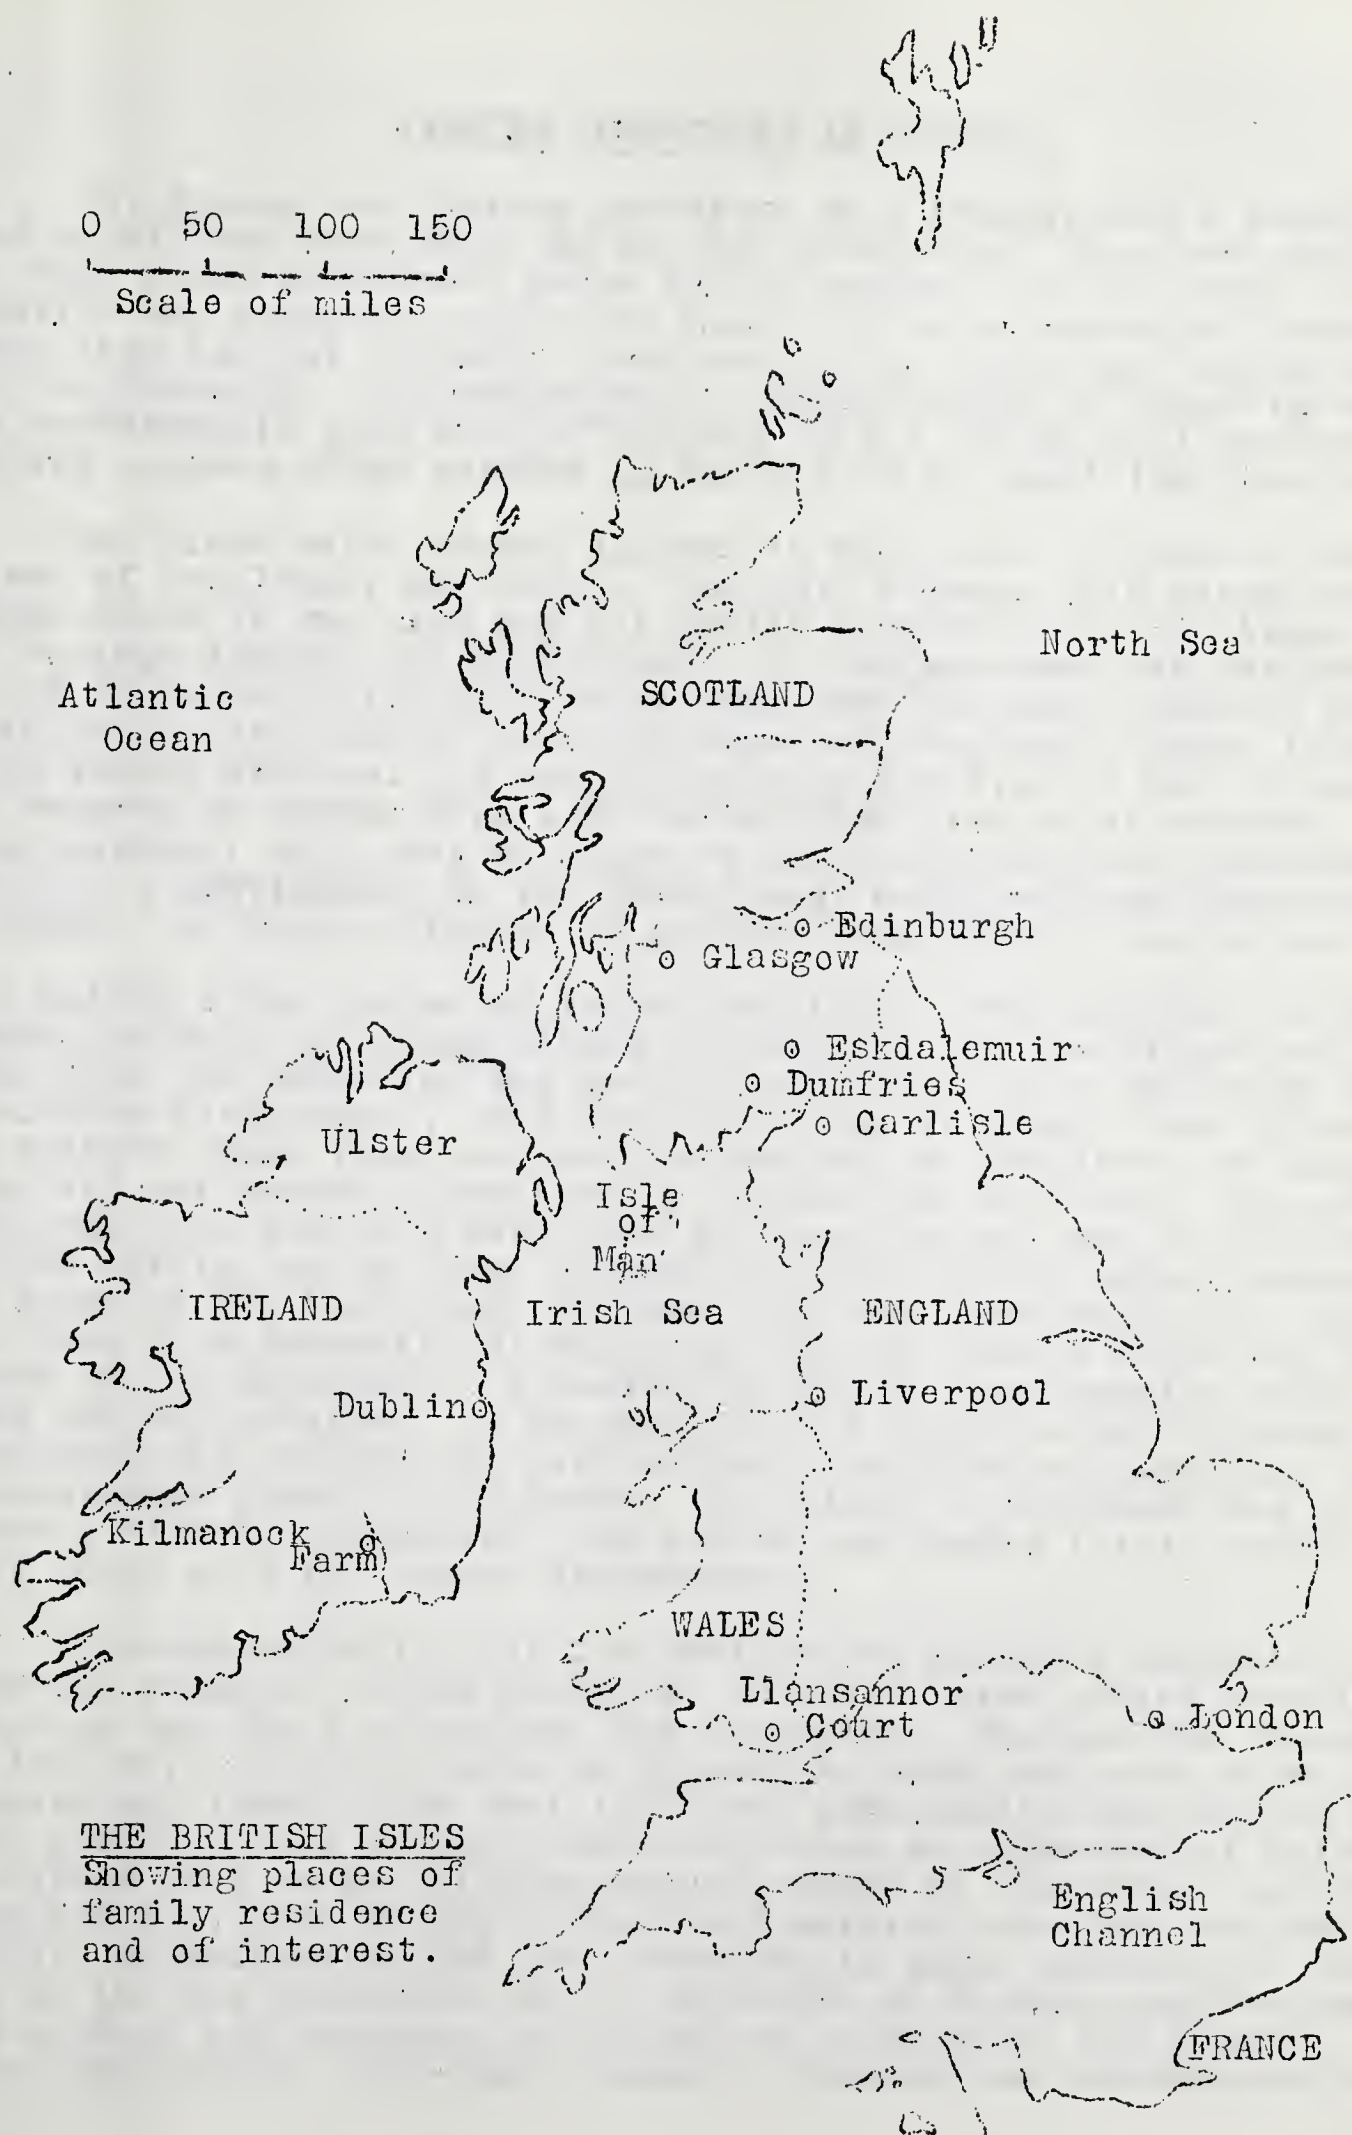 0 50 100 150
Scale of miles
North Sea
Atlantic
Ocean
SCOTLAND
Edinburgh
Glasgow
Eskdalemuir
Dumfries
Carlisle
Ulster
Isle
of
Man
IRELAND
Irish Sea
ENGLAND
Dublin
Liverpool
Kilmanock
Farm
WALES
Llansannor
Court
London
THE BRITISH ISLES
Showing places of
family residence
and of interest.
English
Channel
FRANCE